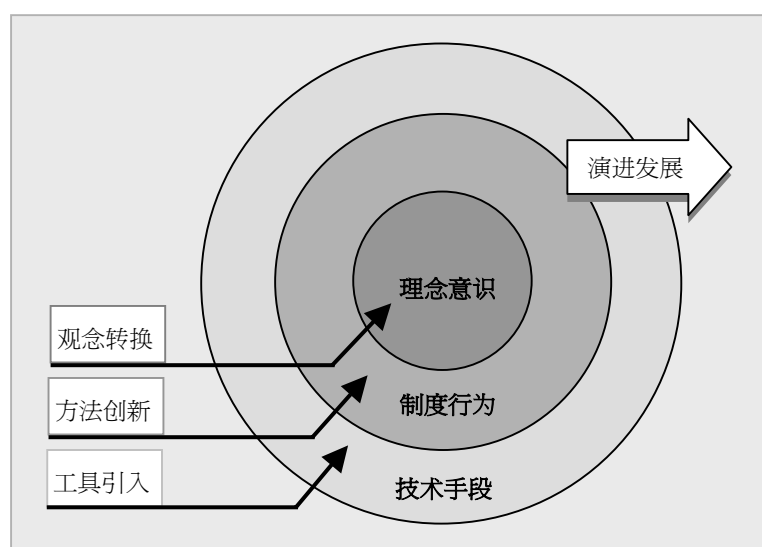 演进发展
理念意识
观念转换
制度行为
方法创新
工具引入
技术手段